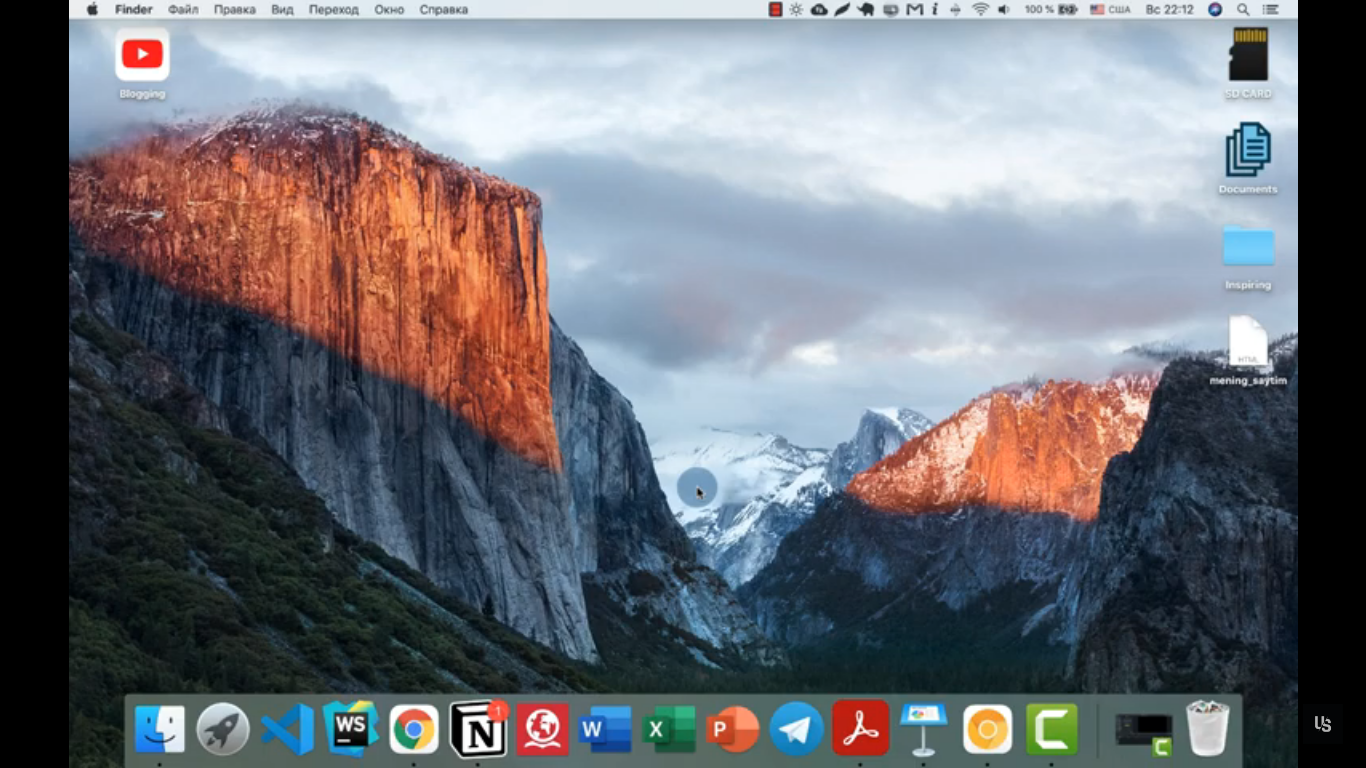 Finder Файл Правка Вид Переход Окно Справка
100 % США Вс 22:12
Blogging
SD CARD
Documents
Inspiring
HTML
mening_saytim
WS
1
N
W
X
P
C
C
US